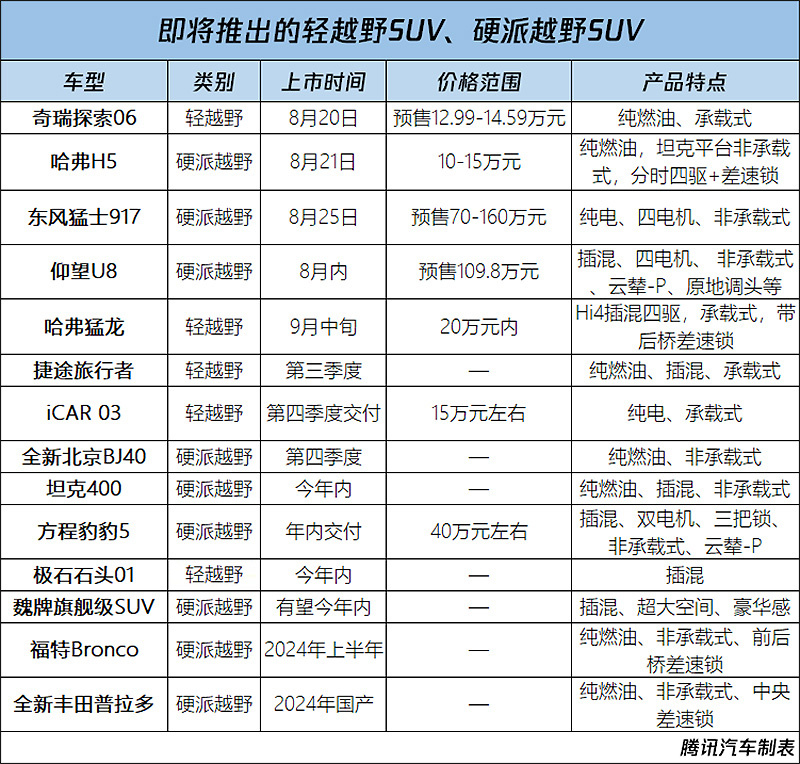 即将推出的轻越野SUV、硬派越野SUV
车型 类别 上市时间 价格范围 产品特点
奇瑞探索06 轻越野 8月20日 预售12.99-14.59万元 纯燃油、承载式
哈弗H5 硬派越野 8月21日 10-15万元 纯燃油，坦克平台非承载
式，分时四驱+差速锁
东风猛士917 硬派越野 8月25日 预售70-160万元 纯电、四电机、非承载式
仰望U8 硬派越野 8月内 预售109.8万元 插混、四电机、 非承载式
、云辇-P、原地调头等
哈弗猛龙 轻越野 9月中旬 20万元内 Hi4插混四驱，承载式，带
后桥差速锁
捷途旅行者 轻越野 第三季度 — 纯燃油、插混、承载式
iCAR 03 轻越野 第四季度交付 15万元左右 纯电、承载式
全新北京BJ40 硬派越野 第四季度 — 纯燃油、非承载式
坦克400 硬派越野 今年内 — 纯燃油、插混、非承载式
方程豹豹5 硬派越野 年内交付 40万元左右 插混、双电机、三把锁、
非承载式、云辇-P
极石石头01 轻越野 今年内 — 插混
魏牌旗舰级SUV 硬派越野 有望今年内 — 插混、超大空间、豪华感
福特Bronco 硬派越野 2024年上半年 — 纯燃油、非承载式、前后
桥差速锁
全新丰田普拉多 硬派越野 2024年国产 — 纯燃油、非承载式、中央
差速锁
腾讯汽车制表